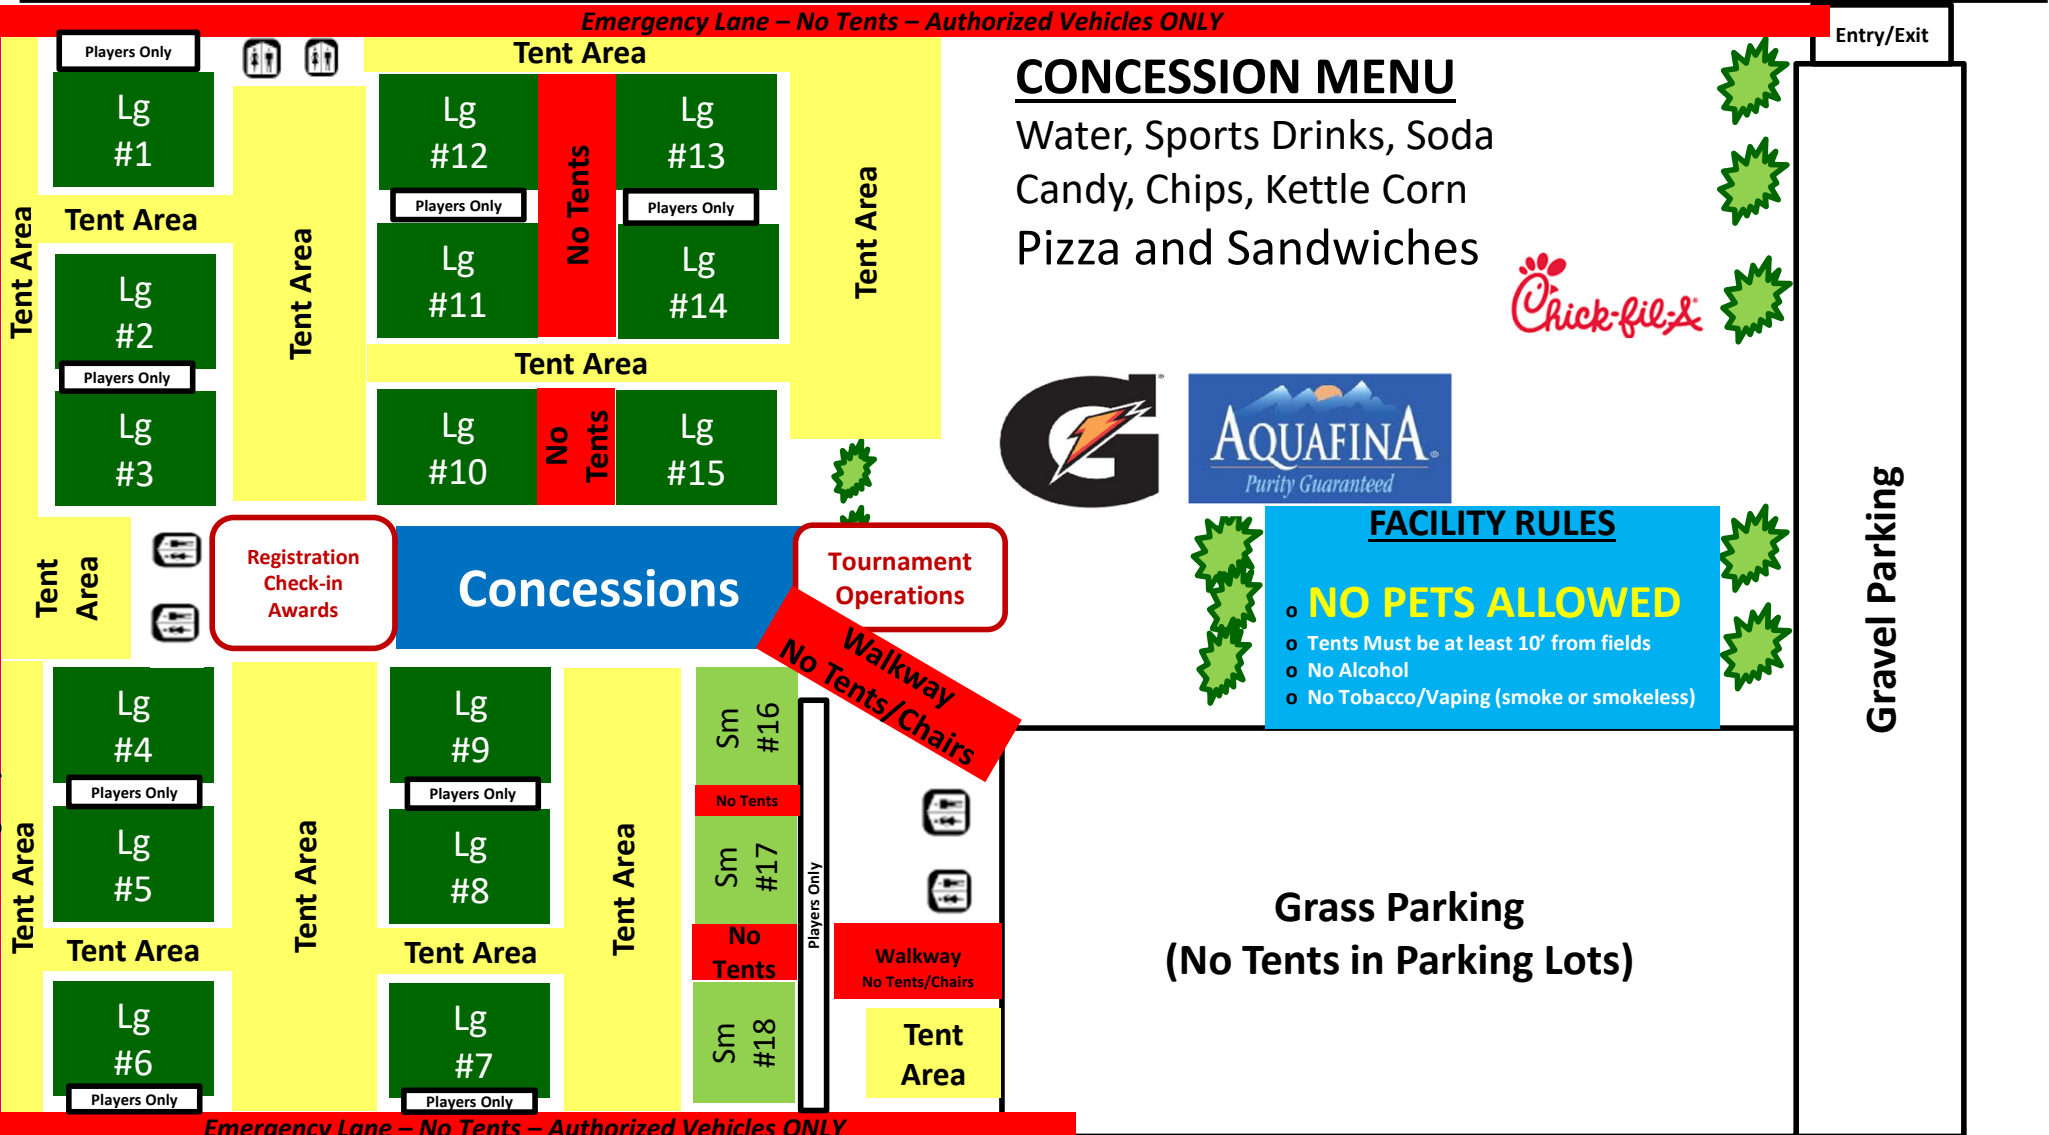 Emergency Lane – No Tents – Authorized Vehicles ONLY
Entry/Exit
Players Only
Tent Area
CONCESSION MENU
Water, Sports Drinks, Soda
Candy, Chips, Kettle Corn
Pizza and Sandwiches
Chick-fil-A
Lg
#1
Lg
#12
No Tents
Lg
#13
Tent Area
Players Only
Players Only
Tent Area
Tent Area
Tent Area
Lg
#2
Lg
#11
Lg
#14
Tent Area
Players Only
Lg
#3
Lg
#10
No
Tents
Lg
#15
G
AQUAFINA
Purity Guaranteed
Tent
Area
Registration
Check-in
Awards
Concessions
Tournament
Operations
Walkway
No Tents/Chairs
FACILITY RULES
o NO PETS ALLOWED
o Tents Must be at least 10’ from fields
o No Alcohol
o No Tobacco/Vaping (smoke or smokeless)
Gravel Parking
Lg
#4
Lg
#9
Sm
#16
Players Only
Players Only
No Tents
Lg
#5
Lg
#8
Sm
#17
Players Only
Tent Area
Tent Area
Tent Area
Tent Area
Tent Area
No
Tents
Walkway
No Tents/Chairs
Grass Parking
(No Tents in Parking Lots)
Lg
#6
Lg
#7
Sm
#18
Tent
Area
Players Only
Players Only
Emergency Lane – No Tents – Authorized Vehicles ONLY